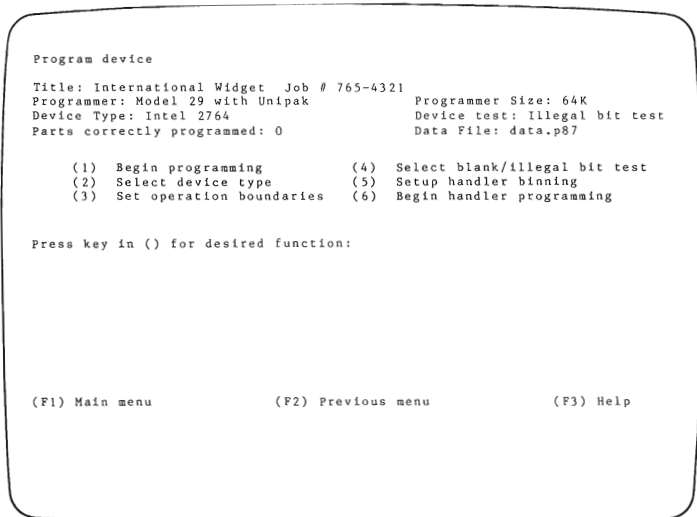 Program device
Title: International Widget  Job # 765-4321
Programmer: Model 29 with Unipak  Programmer Size: 64K
Device Type: Intel 2764  Device test: Illegal bit test
Parts correctly programmed: 0  Data File: data.p87
(1)  Begin programming  (4)  Select blank/illegal bit test
(2)  Select device type  (5)  Setup handler binning
(3)  Set operation boundaries  (6)  Begin handler programming
Press key in () for desired function:
(F1) Main menu  (F2) Previous menu  (F3) Help